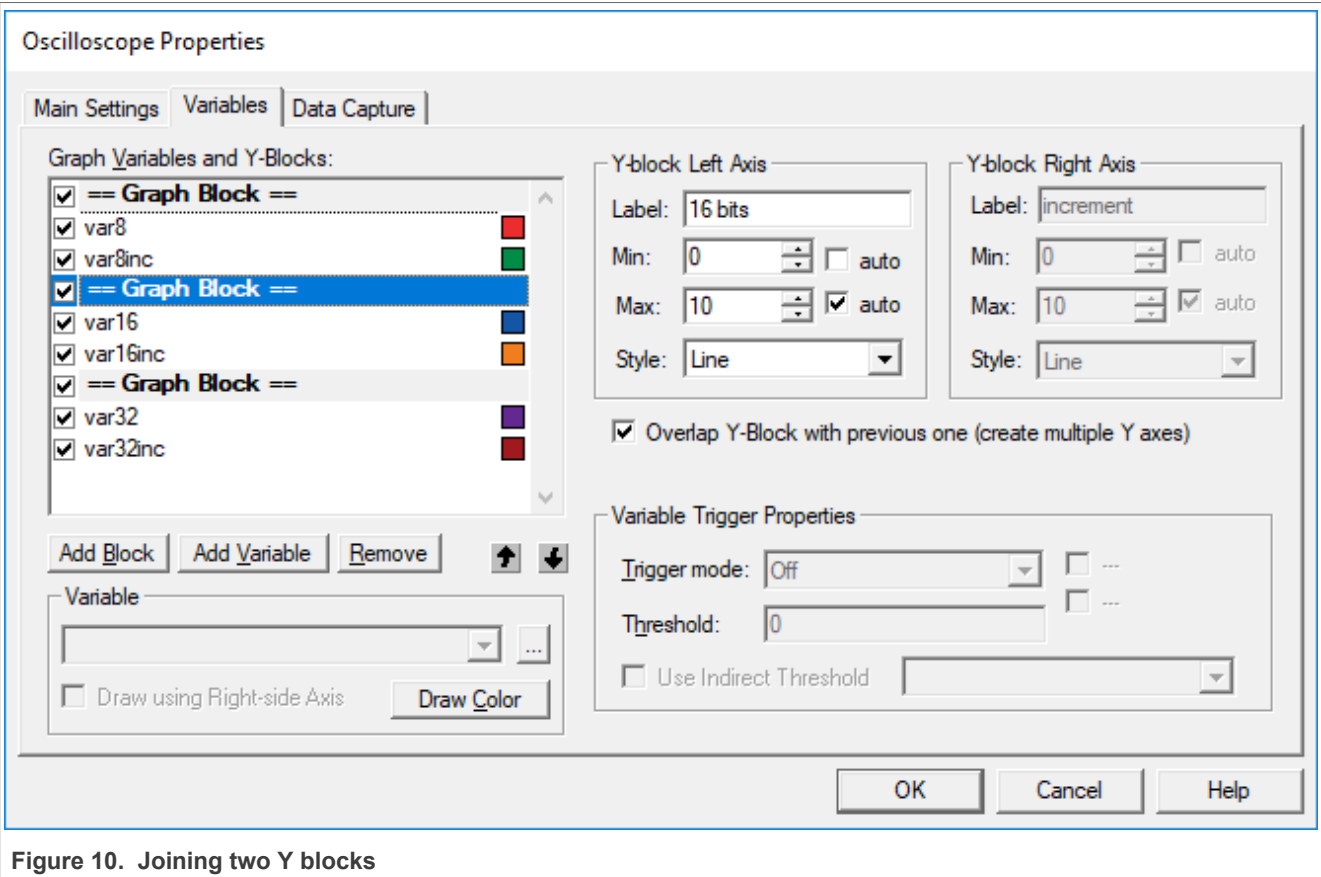 Oscilloscope Properties
Main Settings Variables Data Capture
Graph Variables and Y-Blocks:
== Graph Block ==
var8
var8inc
== Graph Block ==
var16
var16inc
== Graph Block ==
var32
var32inc
Add Block Add Variable Remove
Variable
...
Draw using Right-side Axis Draw Color
Y-block Left Axis
Label: 16 bits
Min: 0 auto
Max: 10 auto
Style: Line
Y-block Right Axis
Label: increment
Min: 0 auto
Max: 10 auto
Style: Line
Overlap Y-Block with previous one (create multiple Y axes)
Variable Trigger Properties
Trigger mode: Off ---
---
Threshold: 0
Use Indirect Threshold
OK Cancel Help
Figure 10. Joining two Y blocks